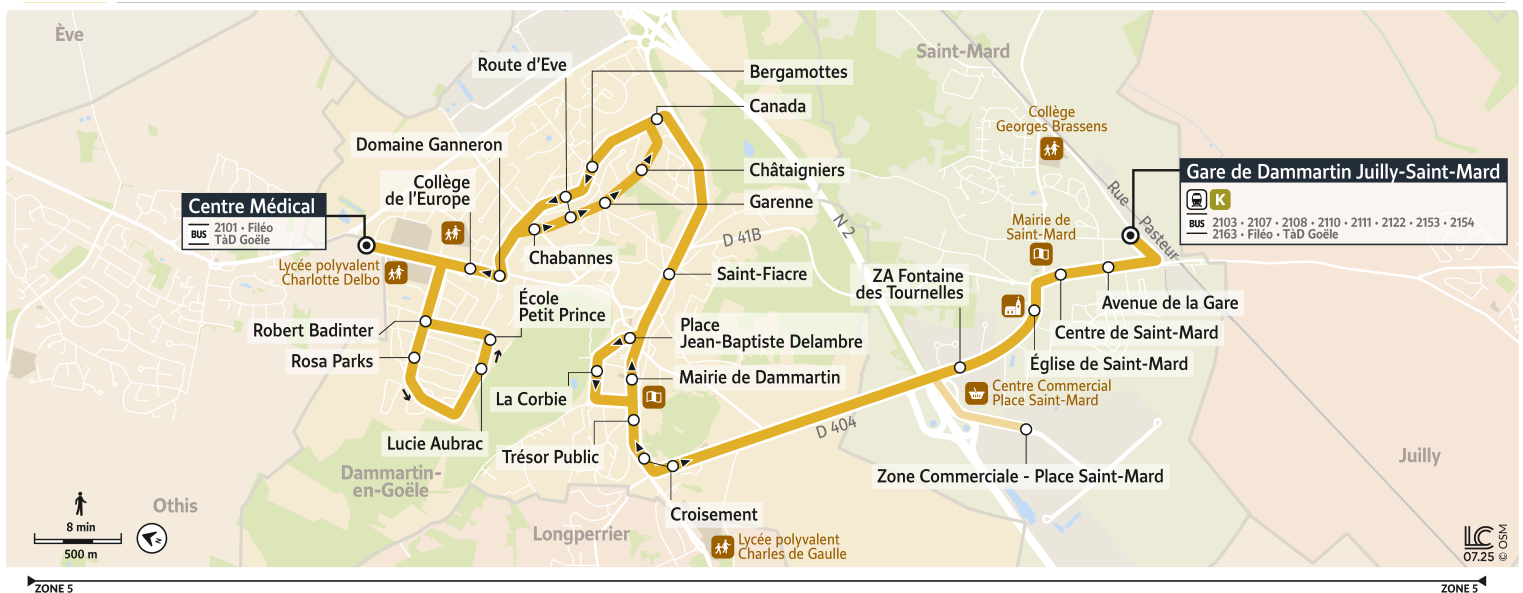 Ève
Saint-Mard
Route d'Eve
Bergamottes
Canada
Collège
Georges Brassens
Domaine Ganneron
Châtaigniers
Gare de Dammartin Juilly-Saint-Mard
K
BUS
2103 • 2107 • 2108 • 2110 • 2111 • 2122 • 2153 • 2154
2163 • Filéo • TàD Goële
Collège
de l'Europe
Rue Pasteur
Centre Médical
BUS
2101 • Filéo
TàD Goële
Garenne
N 2
Mairie de
Saint-Mard
D 41B
Chabannes
Lycée polyvalent
Charlotte Delbo
Saint-Fiacre
ZA Fontaine
des Tournelles
École
Petit Prince
Avenue de la Gare
Robert Badinter
Place
Jean-Baptiste Delambre
Centre de Saint-Mard
Rosa Parks
Église de Saint-Mard
Mairie de Dammartin
La Corbie
Centre Commercial
Place Saint-Mard
D 404
Lucie Aubrac
Trésor Public
Juilly
Dammartin-
en-Goële
Zone Commerciale - Place Saint-Mard
Othis
Croisement
8 min
500 m
Longperrier
Lycée polyvalent
Charles de Gaulle
LC
07.25
© OSM
ZONE 5
ZONE 5